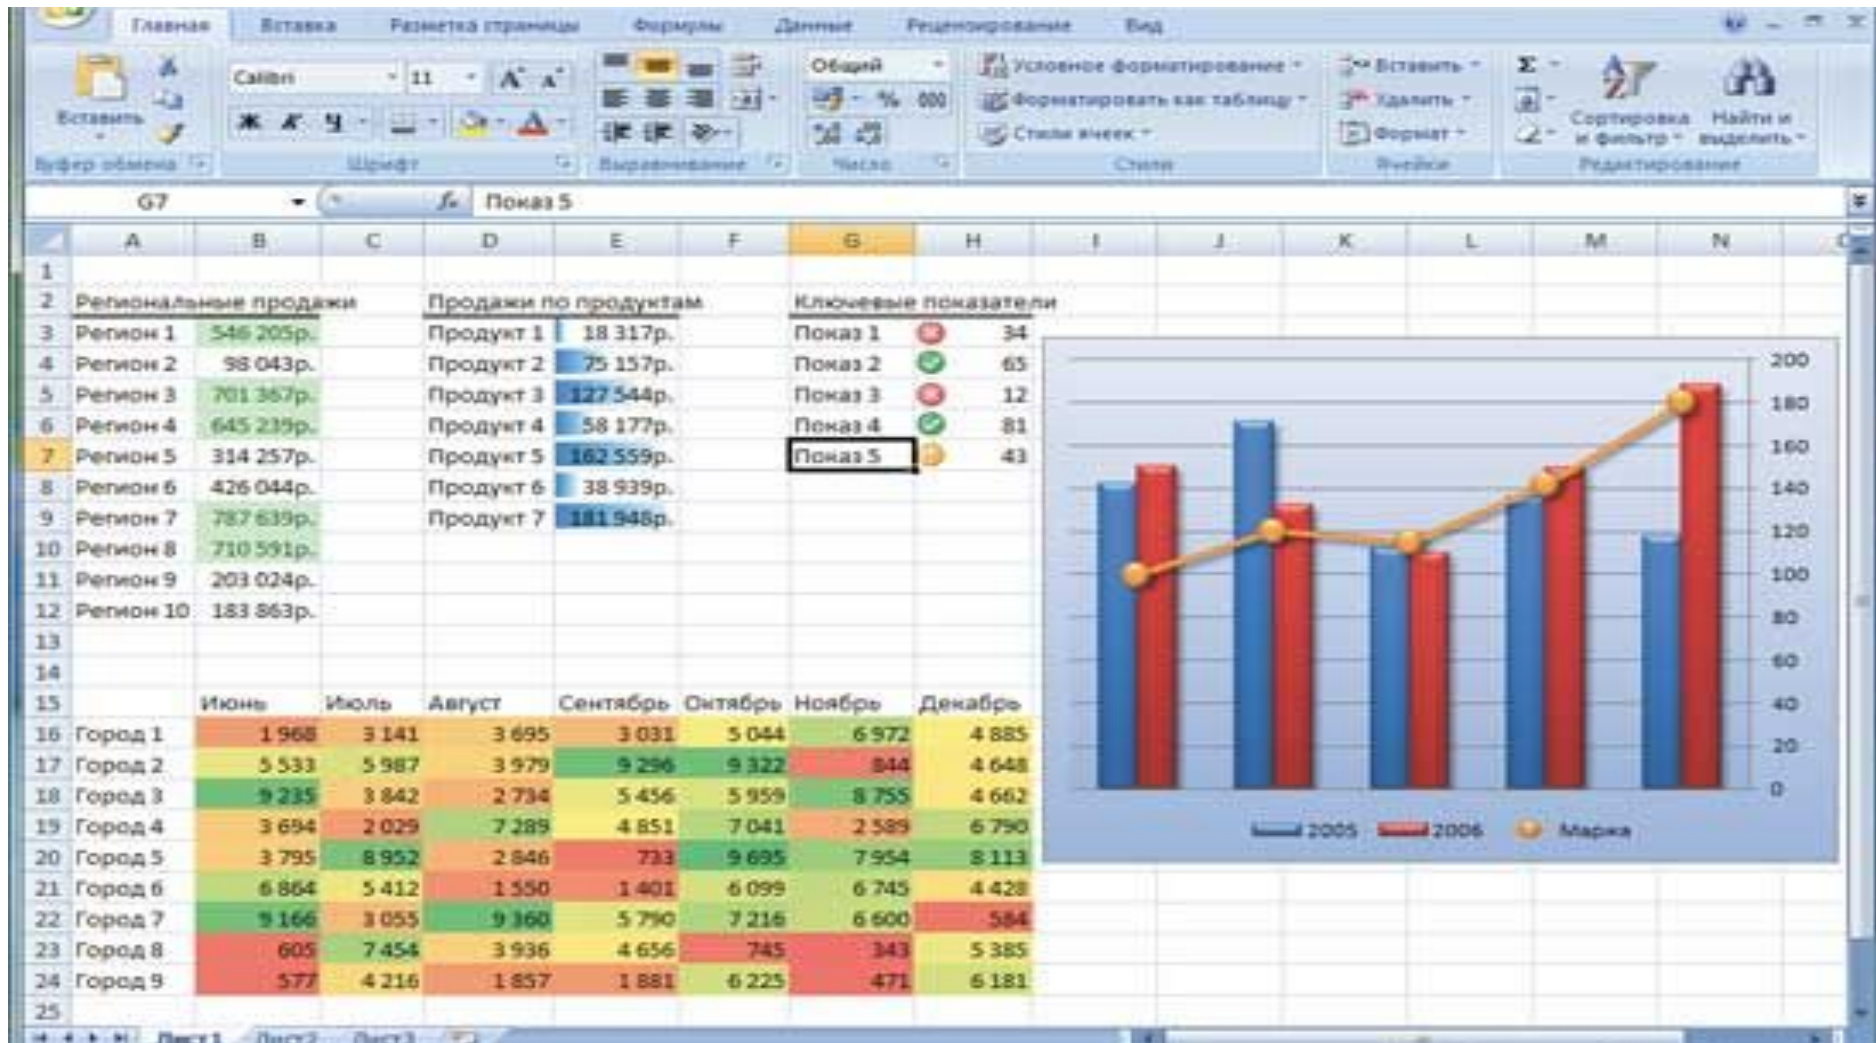 Главная Вставка Разметка страницы Формулы Данные Рецензирование Вид
Calibri 11 Общий Условное форматирование Вставить Σ
Вставить Ж К Ч % 000 Форматировать как таблицу Удалить Сортировка и фильтр Найти и выделить
Стили ячеек Формат
Буфер обмена Шрифт Выравнивание Число Стили Ячейки Редактирование
G7 fx Показ 5
A B C D E F G H I J K L M N
1
2 Региональные продажи Продажи по продуктам Ключевые показатели
3 Регион 1 546 205р. Продукт 1 18 317р. Показ 1 34
4 Регион 2 98 043р. Продукт 2 75 157р. Показ 2 65
5 Регион 3 701 367р. Продукт 3 127 544р. Показ 3 12
6 Регион 4 645 239р. Продукт 4 58 177р. Показ 4 81
7 Регион 5 314 257р. Продукт 5 162 559р. Показ 5 43
8 Регион 6 426 044р. Продукт 6 38 939р.
9 Регион 7 787 639р. Продукт 7 181 948р.
10 Регион 8 710 591р.
11 Регион 9 203 024р.
12 Регион 10 183 863р.
13
14
15 Июнь Июль Август Сентябрь Октябрь Ноябрь Декабрь
16 Город 1 1 968 3 141 3 695 3 031 5 044 6 972 4 885
17 Город 2 5 533 5 987 3 979 9 296 9 322 844 4 648
18 Город 3 9 235 3 842 2 734 5 456 5 959 8 755 4 662
19 Город 4 3 694 2 029 7 289 4 851 7 041 2 589 6 790
20 Город 5 3 795 8 952 2 846 733 9 695 7 954 8 113
21 Город 6 6 864 5 412 1 550 1 401 6 099 6 745 4 428
22 Город 7 9 166 3 055 9 360 5 790 7 216 6 600 584
23 Город 8 605 7 454 3 936 4 656 745 343 5 385
24 Город 9 577 4 216 1 857 1 881 6 225 471 6 181
25
200
180
160
140
120
100
80
60
40
20
0
2005 2006 Маржа
Лист1 Лист2 Лист3